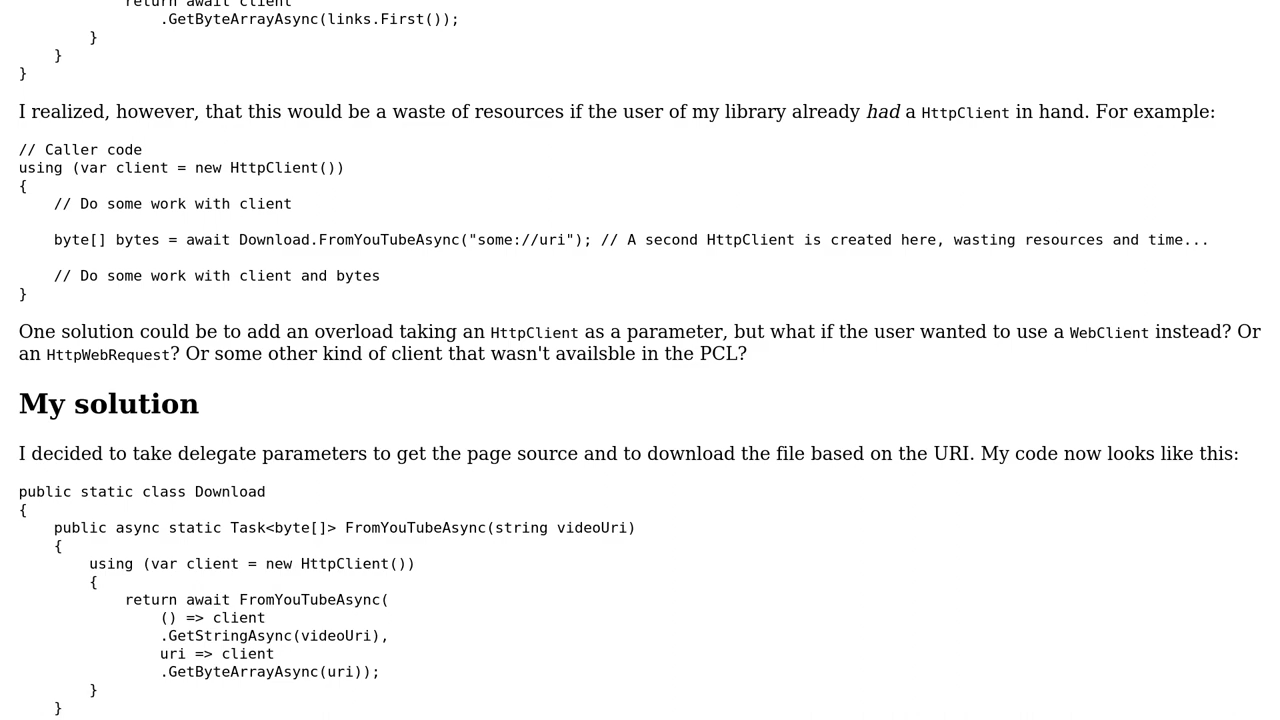 return await client
.GetByteArrayAsync(links.First());
}
}
}
I realized, however, that this would be a waste of resources if the user of my library already had a HttpClient in hand. For example:
// Caller code
using (var client = new HttpClient())
{
// Do some work with client
byte[] bytes = await Download.FromYouTubeAsync("some://uri"); // A second HttpClient is created here, wasting resources and time...
// Do some work with client and bytes
}
One solution could be to add an overload taking an HttpClient as a parameter, but what if the user wanted to use a WebClient instead? Or
an HttpWebRequest? Or some other kind of client that wasn't availsble in the PCL?
My solution
I decided to take delegate parameters to get the page source and to download the file based on the URI. My code now looks like this:
public static class Download
{
public async static Task<byte[]> FromYouTubeAsync(string videoUri)
{
using (var client = new HttpClient())
{
return await FromYouTubeAsync(
() => client
.GetStringAsync(videoUri),
uri => client
.GetByteArrayAsync(uri));
}
}